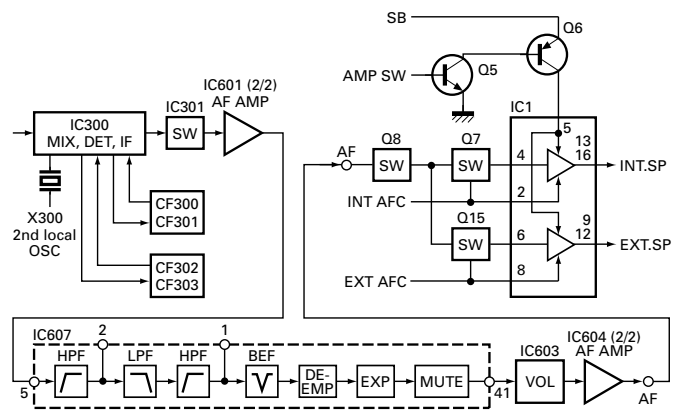 SB
Q6
AMP SW
Q5
IC601 (2/2)
AF AMP
IC301
IC300
MIX, DET, IF
SW
X300
2nd local
OSC
CF300
CF301
CF302
CF303
AF
Q8
SW
Q7
SW
IC1
5
4
13
16
INT.SP
INT AFC
2
Q15
SW
6
9
12
EXT.SP
EXT AFC
8
IC607
5
HPF
2
LPF
HPF
1
BEF
DE-
EMP
EXP
MUTE
41
IC603
VOL
IC604 (2/2)
AF AMP
AF